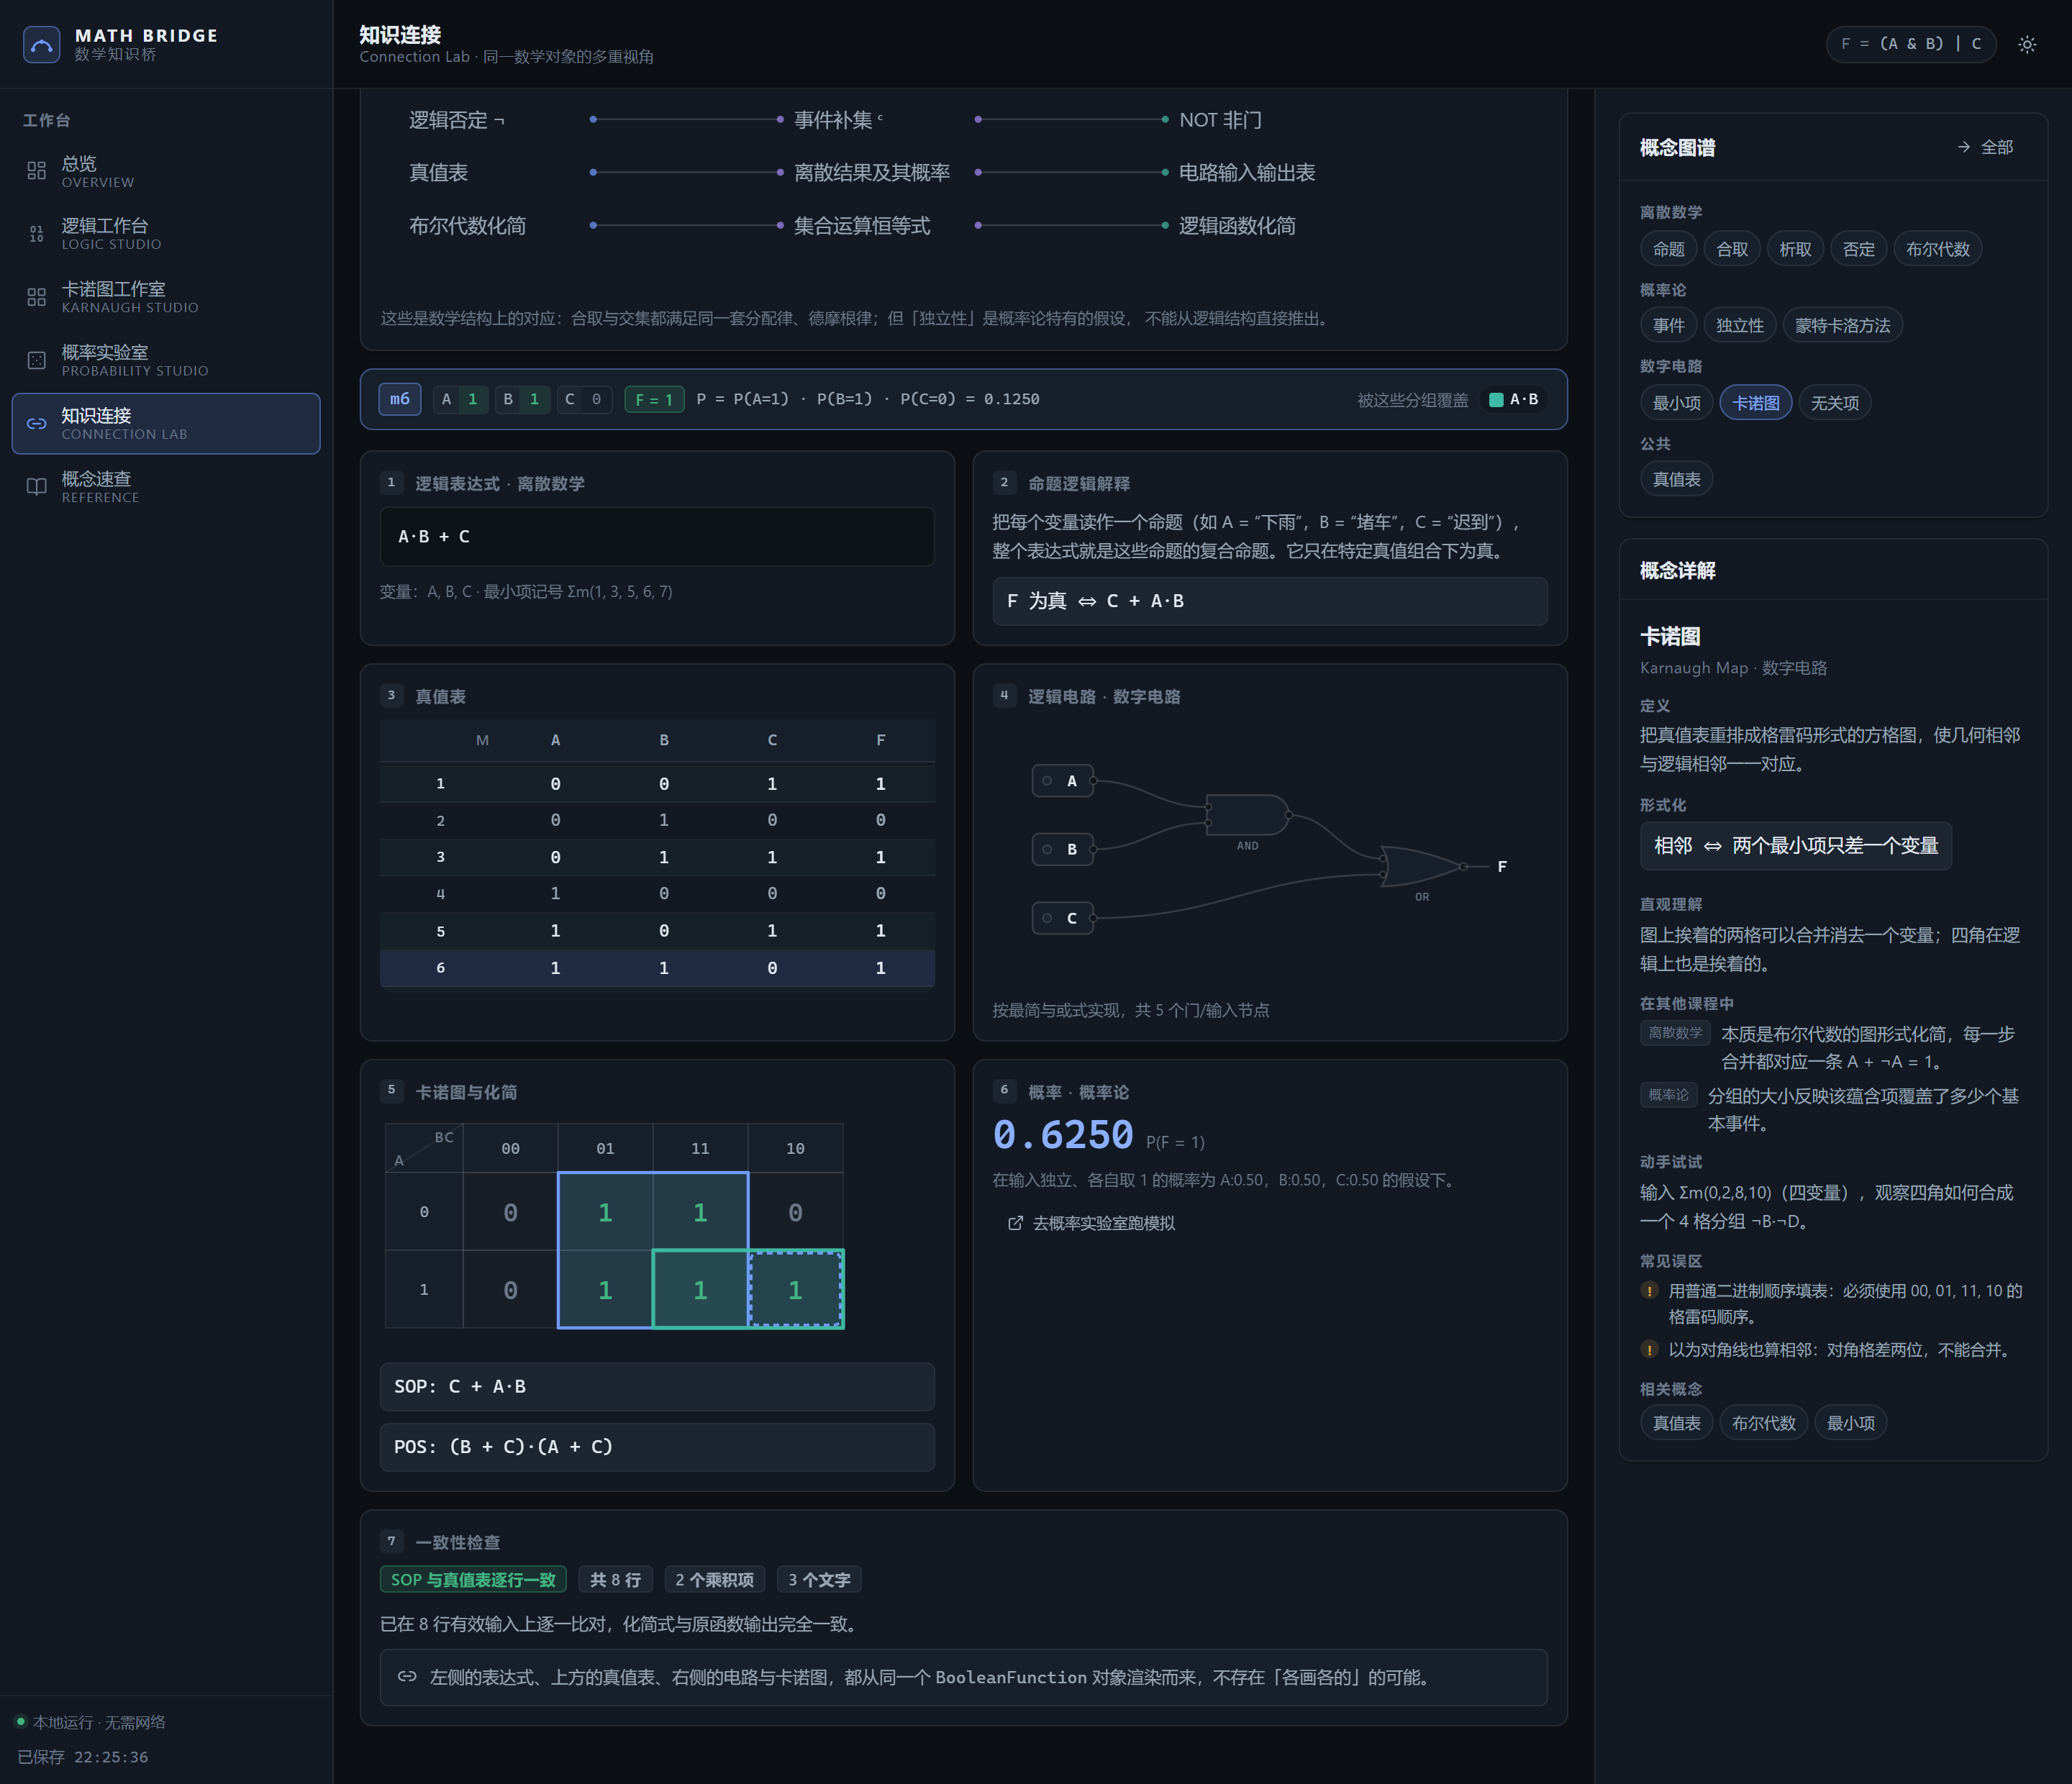 MATH BRIDGE
数学知识桥
工作台
总览
OVERVIEW
逻辑工作台
LOGIC STUDIO
卡诺图工作室
KARNAUGH STUDIO
概率实验室
PROBABILITY STUDIO
知识连接
CONNECTION LAB
概念速查
REFERENCE
本地运行 · 无需网络
已保存 22:25:36
知识连接
Connection Lab · 同一数学对象的多重视角
F = (A & B) | C
逻辑否定 ¬ 事件补集 ᶜ NOT 非门
真值表 离散结果及其概率 电路输入输出表
布尔代数化简 集合运算恒等式 逻辑函数化简
这些是数学结构上的对应：合取与交集都满足同一套分配律、德摩根律；但「独立性」是概率论特有的假设， 不能从逻辑结构直接推出。
m6 A 1 B 1 C 0 F = 1 P = P(A=1) · P(B=1) · P(C=0) = 0.1250 被这些分组覆盖 A·B
1 逻辑表达式 · 离散数学
A·B + C
变量：A, B, C · 最小项记号 Σm(1, 3, 5, 6, 7)
2 命题逻辑解释
把每个变量读作一个命题（如 A = “下雨”，B = “堵车”，C = “迟到”），
整个表达式就是这些命题的复合命题。它只在特定真值组合下为真。
F 为真 ⇔ C + A·B
3 真值表
M A B C F
1 0 0 1 1
2 0 1 0 0
3 0 1 1 1
4 1 0 0 0
5 1 0 1 1
6 1 1 0 1
4 逻辑电路 · 数字电路
A
B
C
AND
OR
F
按最简与或式实现，共 5 个门/输入节点
5 卡诺图与化简
BC
A
00 01 11 10
0 0 1 1 0
1 0 1 1 1
SOP: C + A·B
POS: (B + C)·(A + C)
6 概率 · 概率论
0.6250 P(F = 1)
在输入独立、各自取 1 的概率为 A:0.50，B:0.50，C:0.50 的假设下。
去概率实验室跑模拟
7 一致性检查
SOP 与真值表逐行一致 共 8 行 2 个乘积项 3 个文字
已在 8 行有效输入上逐一比对，化简式与原函数输出完全一致。
左侧的表达式、上方的真值表、右侧的电路与卡诺图，都从同一个 BooleanFunction 对象渲染而来，不存在「各画各的」的可能。
概念图谱
→ 全部
离散数学
命题 合取 析取 否定 布尔代数
概率论
事件 独立性 蒙特卡洛方法
数字电路
最小项 卡诺图 无关项
公共
真值表
概念详解
卡诺图
Karnaugh Map · 数字电路
定义
把真值表重排成格雷码形式的方格图，使几何相邻
与逻辑相邻一一对应。
形式化
相邻 ⇔ 两个最小项只差一个变量
直观理解
图上挨着的两格可以合并消去一个变量；四角在逻
辑上也是挨着的。
在其他课程中
离散数学 本质是布尔代数的图形式化简，每一步
合并都对应一条 A + ¬A = 1。
概率论 分组的大小反映该蕴含项覆盖了多少个基
本事件。
动手试试
输入 Σm(0,2,8,10)（四变量），观察四角如何合成
一个 4 格分组 ¬B·¬D。
常见误区
! 用普通二进制顺序填表：必须使用 00, 01, 11, 10 的
格雷码顺序。
! 以为对角线也算相邻：对角格差两位，不能合并。
相关概念
真值表 布尔代数 最小项